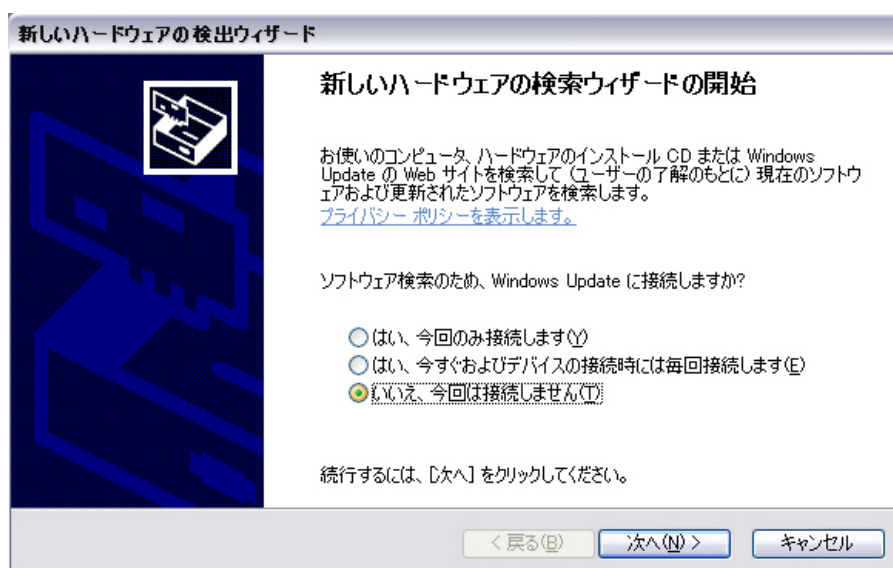 新しいハードウェアの検出ウィザード
新しいハードウェアの検索ウィザードの開始
お使いのコンピュータ、ハードウェアのインストール CD または Windows
Update の Web サイトを検索して (ユーザーの了解のもとに) 現在のソフトウ
ェアおよび更新されたソフトウェアを検索します。
プライバシー ポリシーを表示します。
ソフトウェア検索のため、Windows Update に接続しますか?
はい、今回のみ接続します(Y)
はい、今すぐおよびデバイスの接続時には毎回接続します(E)
いいえ、今回は接続しません(T)
続行するには、[次へ] をクリックしてください。
< 戻る(B) 次へ(N) > キャンセル